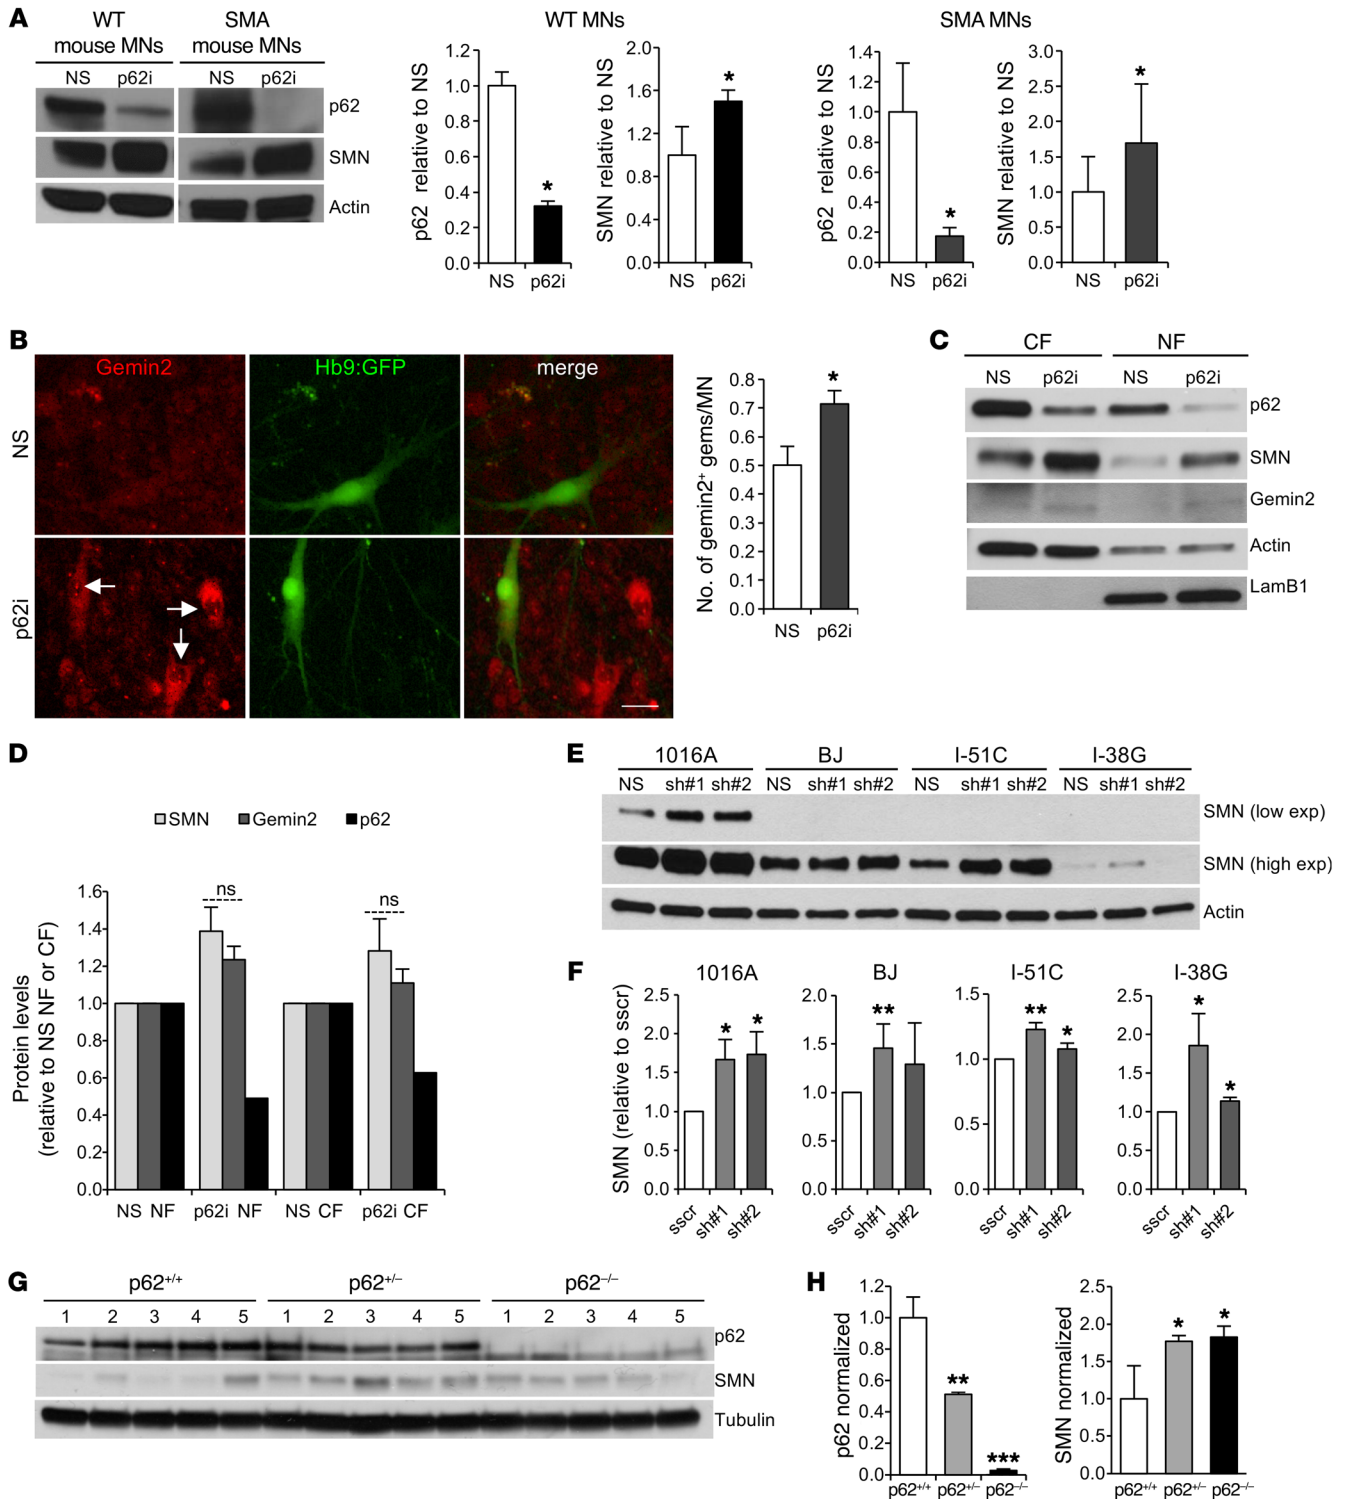 A
WT mouse MNs
SMA mouse MNs
NS p62i NS p62i
p62
SMN
Actin
WT MNs
p62 relative to NS
1.2
1.0
0.8
0.6
0.4
0.2
0.0
NS p62i
*
SMN relative to NS
2.0
1.6
1.2
0.8
0.4
0.0
NS p62i
*
SMA MNs
p62 relative to NS
1.4
1.2
1.0
0.8
0.6
0.4
0.2
0.0
NS p62i
*
SMN relative to NS
3.0
2.5
2.0
1.5
1.0
0.5
0.0
NS p62i
*
B
Gemin2 Hb9:GFP merge
NS
p62i
No. of gemin2⁺ gems/MN
0.8
0.7
0.6
0.5
0.4
0.3
0.2
0.1
0.0
NS p62i
*
C
CF NF
NS p62i NS p62i
p62
SMN
Gemin2
Actin
LamB1
D
SMN Gemin2 p62
Protein levels
(relative to NS NF or CF)
1.6
1.4
1.2
1.0
0.8
0.6
0.4
0.2
0.0
ns ns
NS NF p62i NF NS CF p62i CF
E
1016A BJ I-51C I-38G
NS sh#1 sh#2 NS sh#1 sh#2 NS sh#1 sh#2 NS sh#1 sh#2
SMN (low exp)
SMN (high exp)
Actin
F
SMN (relative to sscr)
1016A
2.5
2.0
1.5
1.0
0.5
0.0
* *
sscr sh#1 sh#2
BJ
2.0
1.5
1.0
0.5
0.0
**
sscr sh#1 sh#2
I-51C
1.5
1.0
0.5
0.0
** *
sscr sh#1 sh#2
I-38G
2.5
2.0
1.5
1.0
0.5
0.0
* *
sscr sh#1 sh#2
G
p62+/+ p62+/– p62–/–
1 2 3 4 5 1 2 3 4 5 1 2 3 4 5
p62
SMN
Tubulin
H
p62 normalized
1.2
1.0
0.8
0.6
0.4
0.2
0.0
** ***
p62+/+ p62+/– p62–/–
SMN normalized
2.5
2.0
1.5
1.0
0.5
0.0
* *
p62+/+ p62+/– p62–/–